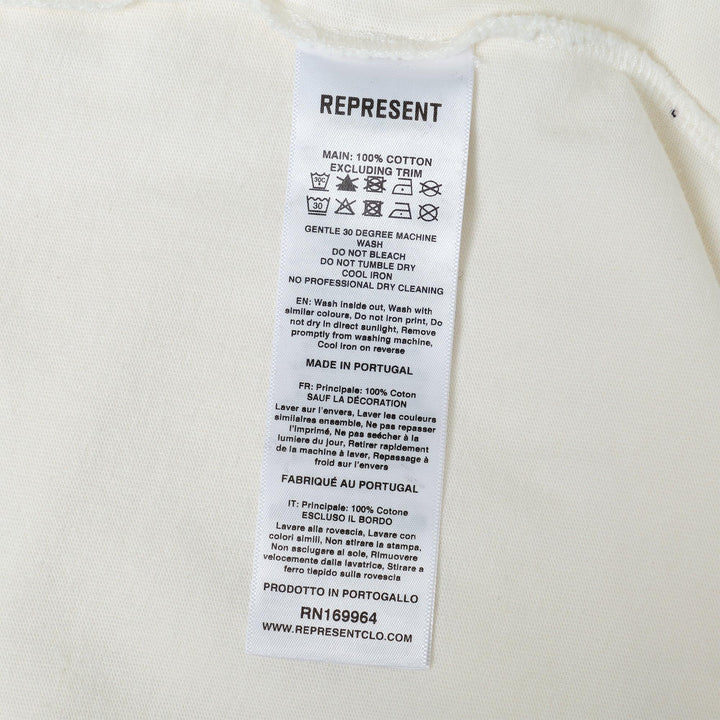 REPRESENT
MAIN: 100% COTTON
EXCLUDING TRIM
30C
30
GENTLE 30 DEGREE MACHINE
WASH
DO NOT BLEACH
DO NOT TUMBLE DRY
COOL IRON
NO PROFESSIONAL DRY CLEANING
EN: Wash inside out, Wash with
similar colours, Do not iron print, Do
not dry in direct sunlight, Remove
promptly from washing machine,
Cool iron on reverse
MADE IN PORTUGAL
FR: Principale: 100% Coton
SAUF LA DÉCORATION
Laver sur l'envers, Laver les couleurs
similaires ensemble, Ne pas repasser
l'imprimé, Ne pas seécher à la
lumiere du jour, Retirer rapidement
de la machine à laver, Repassage à
froid sur l'envers
FABRIQUÉ AU PORTUGAL
IT: Principale: 100% Cotone
ESCLUSO IL BORDO
Lavare alla rovescia, Lavare con
colori simili, Non stirare la stampa,
Non asciugare al sole, Rimuovere
velocemente dalla lavatrice, Stirare a
ferro tiepido sulla rovescia
PRODOTTO IN PORTOGALLO
RN169964
WWW.REPRESENTCLO.COM